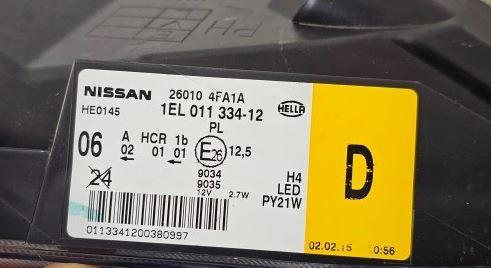 NISSAN 26010 4FA1A
HE0145 1EL 011 334-12 HELLA
PL
06 A HCR 1b E26 12,5
02 01 01
24 9034 H4
9035 LED
12V 2.7W PY21W
D
0113341200380997
02.02.15 10:56